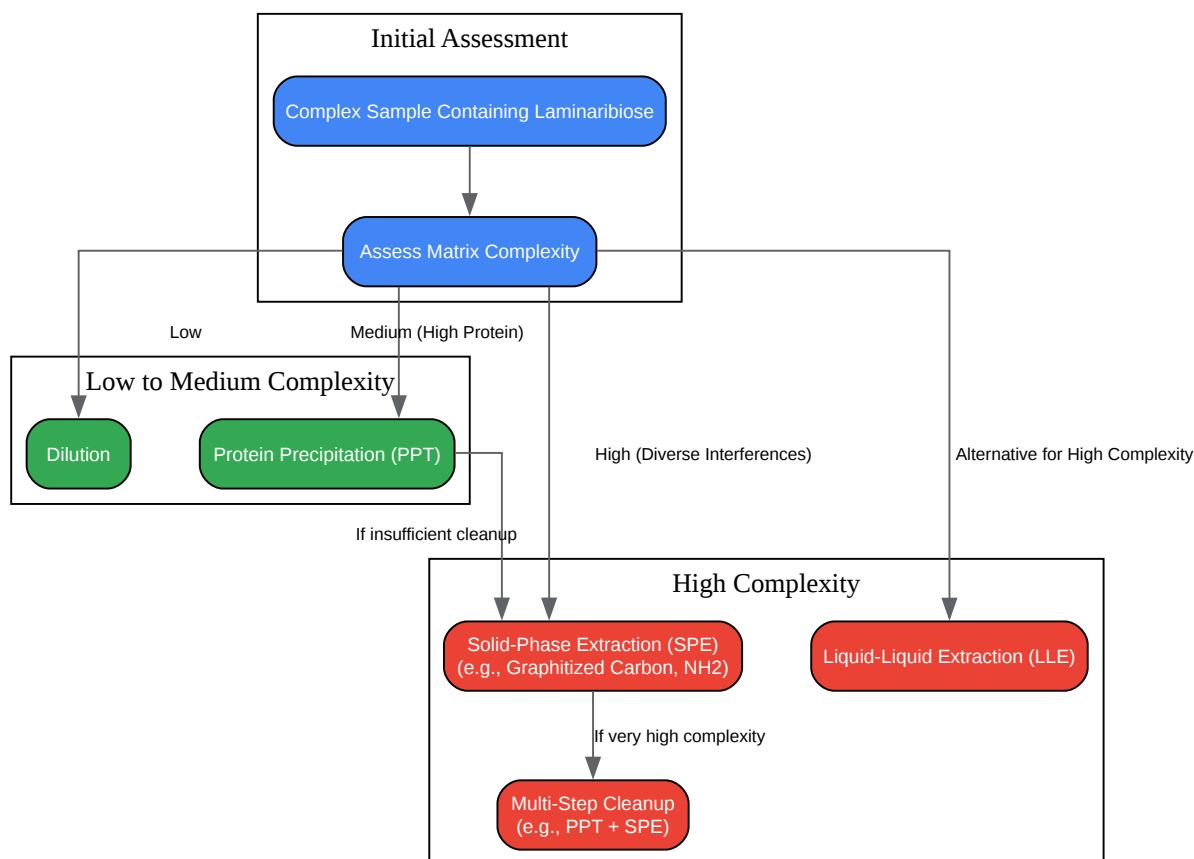 Initial Assessment
Complex Sample Containing Laminaribiose
Assess Matrix Complexity
Low
Medium (High Protein)
Low to Medium Complexity
Dilution
Protein Precipitation (PPT)
High (Diverse Interferences)
Alternative for High Complexity
If insufficient cleanup
High Complexity
Solid-Phase Extraction (SPE)
(e.g., Graphitized Carbon, NH2)
Liquid-Liquid Extraction (LLE)
If very high complexity
Multi-Step Cleanup
(e.g., PPT + SPE)